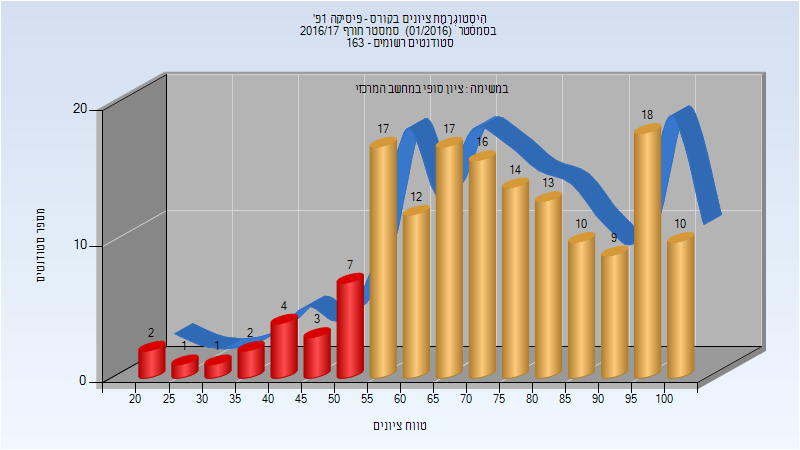 היסטוגרמת ציונים בקורס - פיסיקה 1פ'
בסמסטר (01/2016) סמסטר חורף 2016/17
סטודנטים רשומים - 163
במשימה : ציון סופי במחשב המרכזי
מספר סטודנטים
20
10
0
2
1
1
2
4
3
7
17
12
17
16
14
13
10
9
18
10
20 25 30 35 40 45 50 55 60 65 70 75 80 85 90 95 100
טווח ציונים